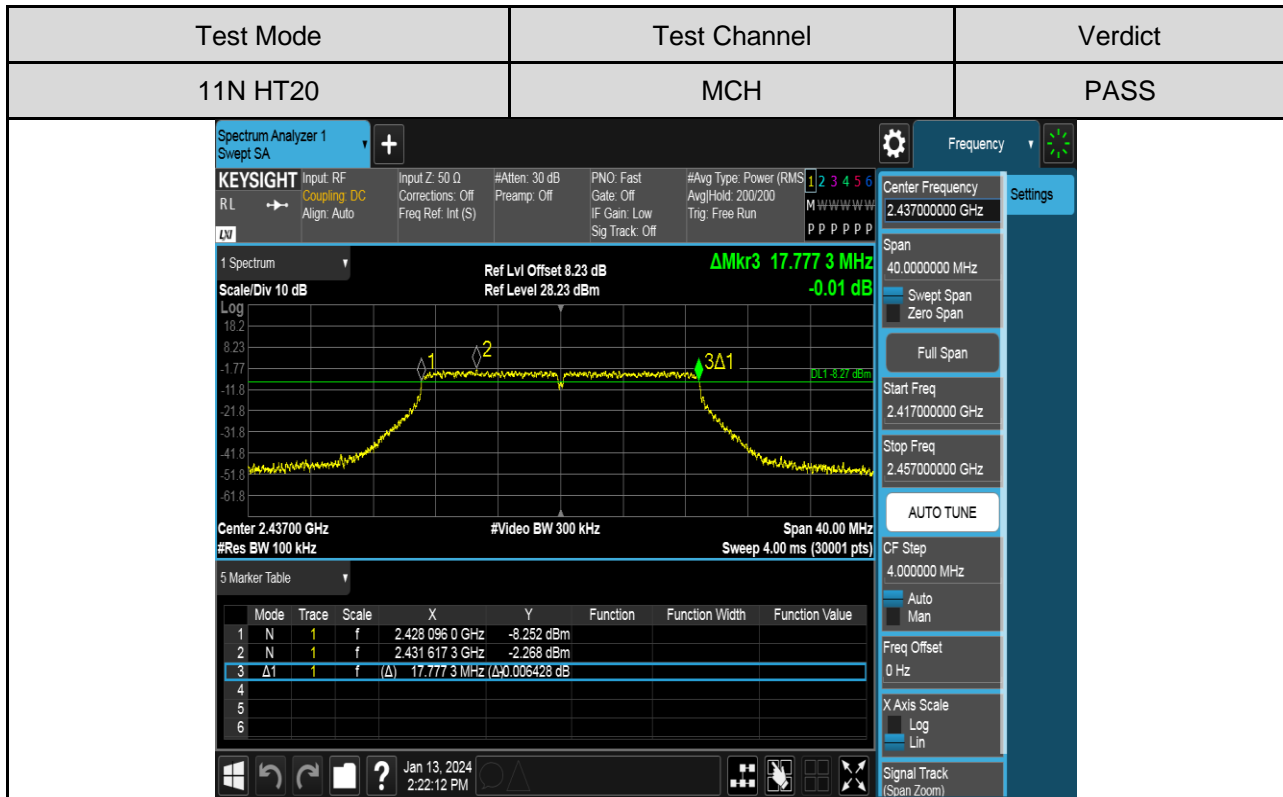 Test Mode Test Channel Verdict
11N HT20 MCH PASS
Spectrum Analyzer 1
Swept SA
+
Frequency
KEYSIGHT Input: RF Input Z: 50 Ω #Atten: 30 dB PNO: Fast #Avg Type: Power (RMS 1 2 3 4 5 6
RL Coupling: DC Corrections: Off Preamp: Off Gate: Off Avg|Hold: 200/200 M W W W W W
Align: Auto Freq Ref: Int (S) IF Gain: Low Trig: Free Run
LXI Sig Track: Off P P P P P P
Center Frequency
2.437000000 GHz
Settings
1 Spectrum
Ref Lvl Offset 8.23 dB ΔMkr3 17.777 3 MHz
Scale/Div 10 dB Ref Level 28.23 dBm -0.01 dB
Log
18.2
8.23
-1.77
-11.8
-21.8
-31.8
-41.8
-51.8
-61.8
1
2
3Δ1
DL1 -8.27 dBm
Center 2.43700 GHz #Video BW 300 kHz Span 40.00 MHz
#Res BW 100 kHz Sweep 4.00 ms (30001 pts)
Span
40.0000000 MHz
Swept Span
Zero Span
Full Span
Start Freq
2.417000000 GHz
Stop Freq
2.457000000 GHz
AUTO TUNE
CF Step
4.000000 MHz
Auto
Man
Freq Offset
0 Hz
X Axis Scale
Log
Lin
Signal Track
(Span Zoom)
5 Marker Table
Mode Trace Scale X Y Function Function Width Function Value
1 N 1 f 2.428 096 0 GHz -8.252 dBm
2 N 1 f 2.431 617 3 GHz -2.268 dBm
3 Δ1 1 f (Δ) 17.777 3 MHz (Δ) -0.006428 dB
4
5
6
?
Jan 13, 2024
2:22:12 PM